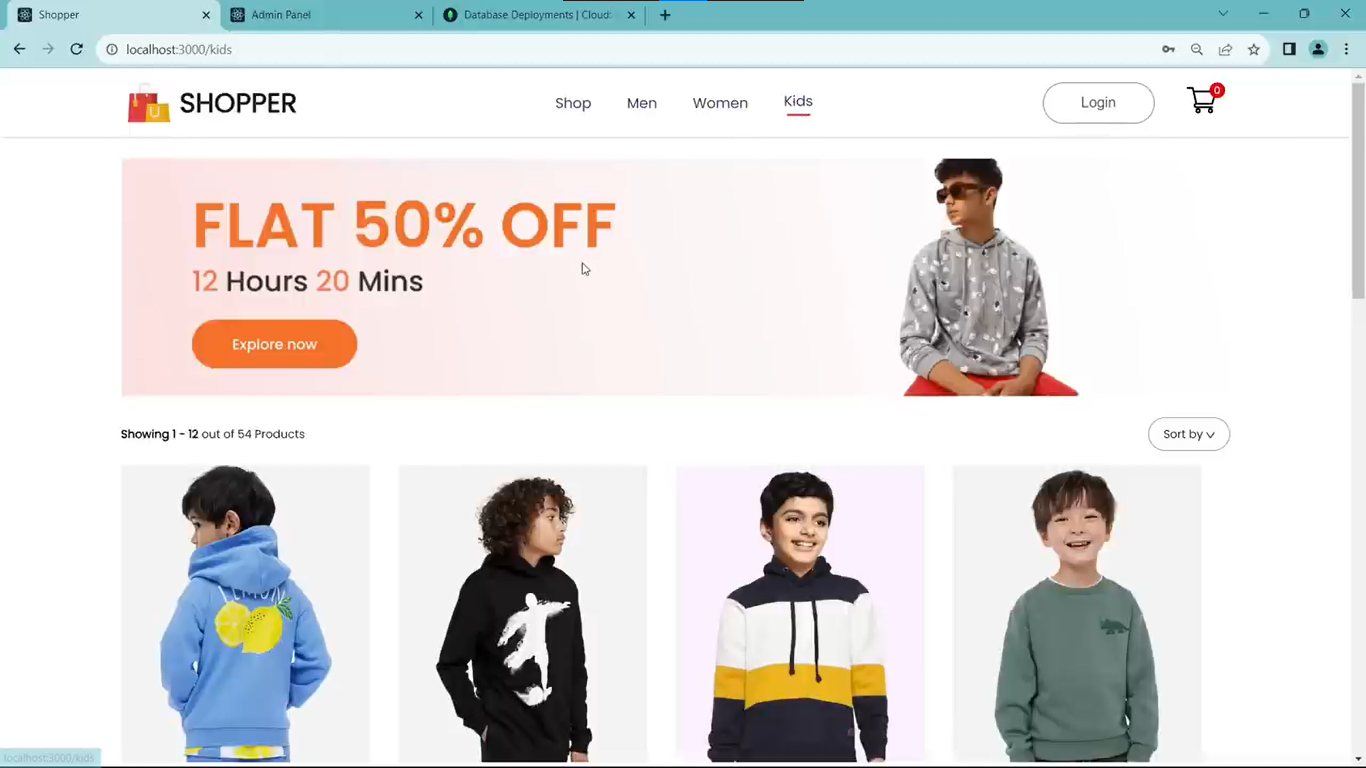 Shopper
Admin Panel
Database Deployments | Cloud:
localhost:3000/kids
SHOPPER
Shop
Men
Women
Kids
Login
0
FLAT 50% OFF
12 Hours 20 Mins
Explore now
Showing 1 - 12 out of 54 Products
Sort by
localhost:3000/kids